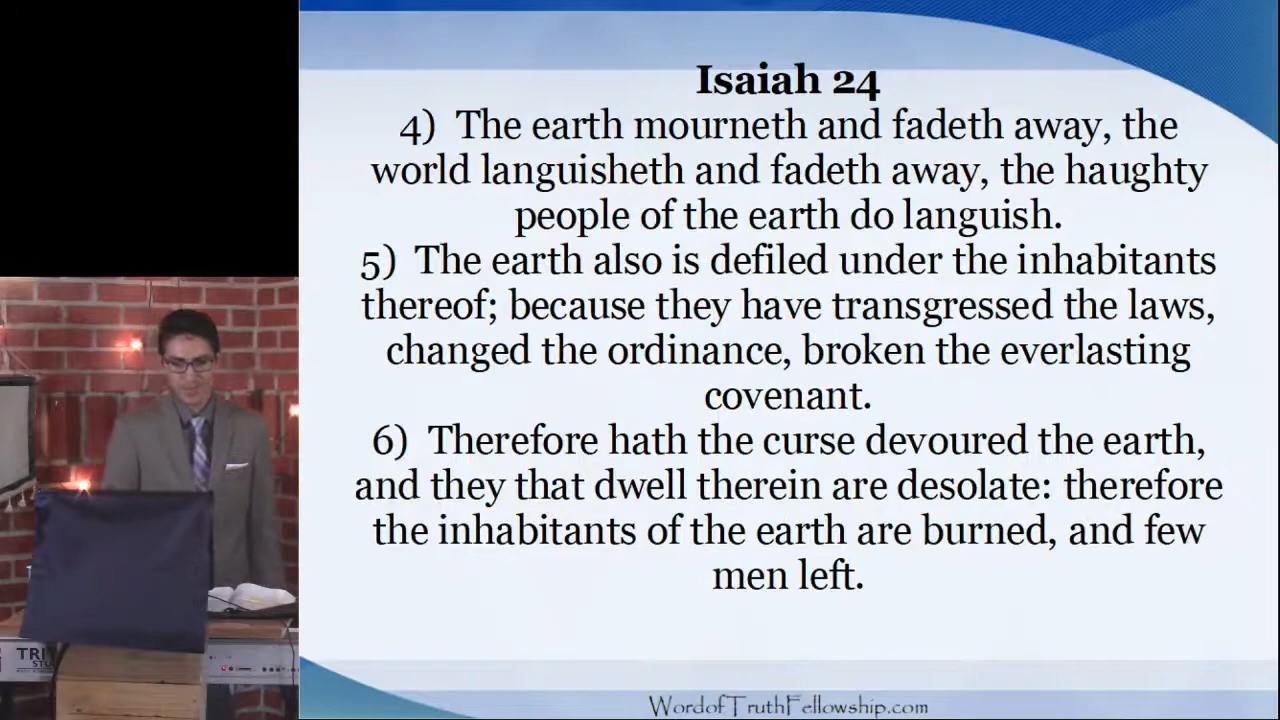 Isaiah 24
4) The earth mourneth and fadeth away, the
world languisheth and fadeth away, the haughty
people of the earth do languish.
5) The earth also is defiled under the inhabitants
thereof; because they have transgressed the laws,
changed the ordinance, broken the everlasting
covenant.
6) Therefore hath the curse devoured the earth,
and they that dwell therein are desolate: therefore
the inhabitants of the earth are burned, and few
men left.
WordofTruthFellowship.com